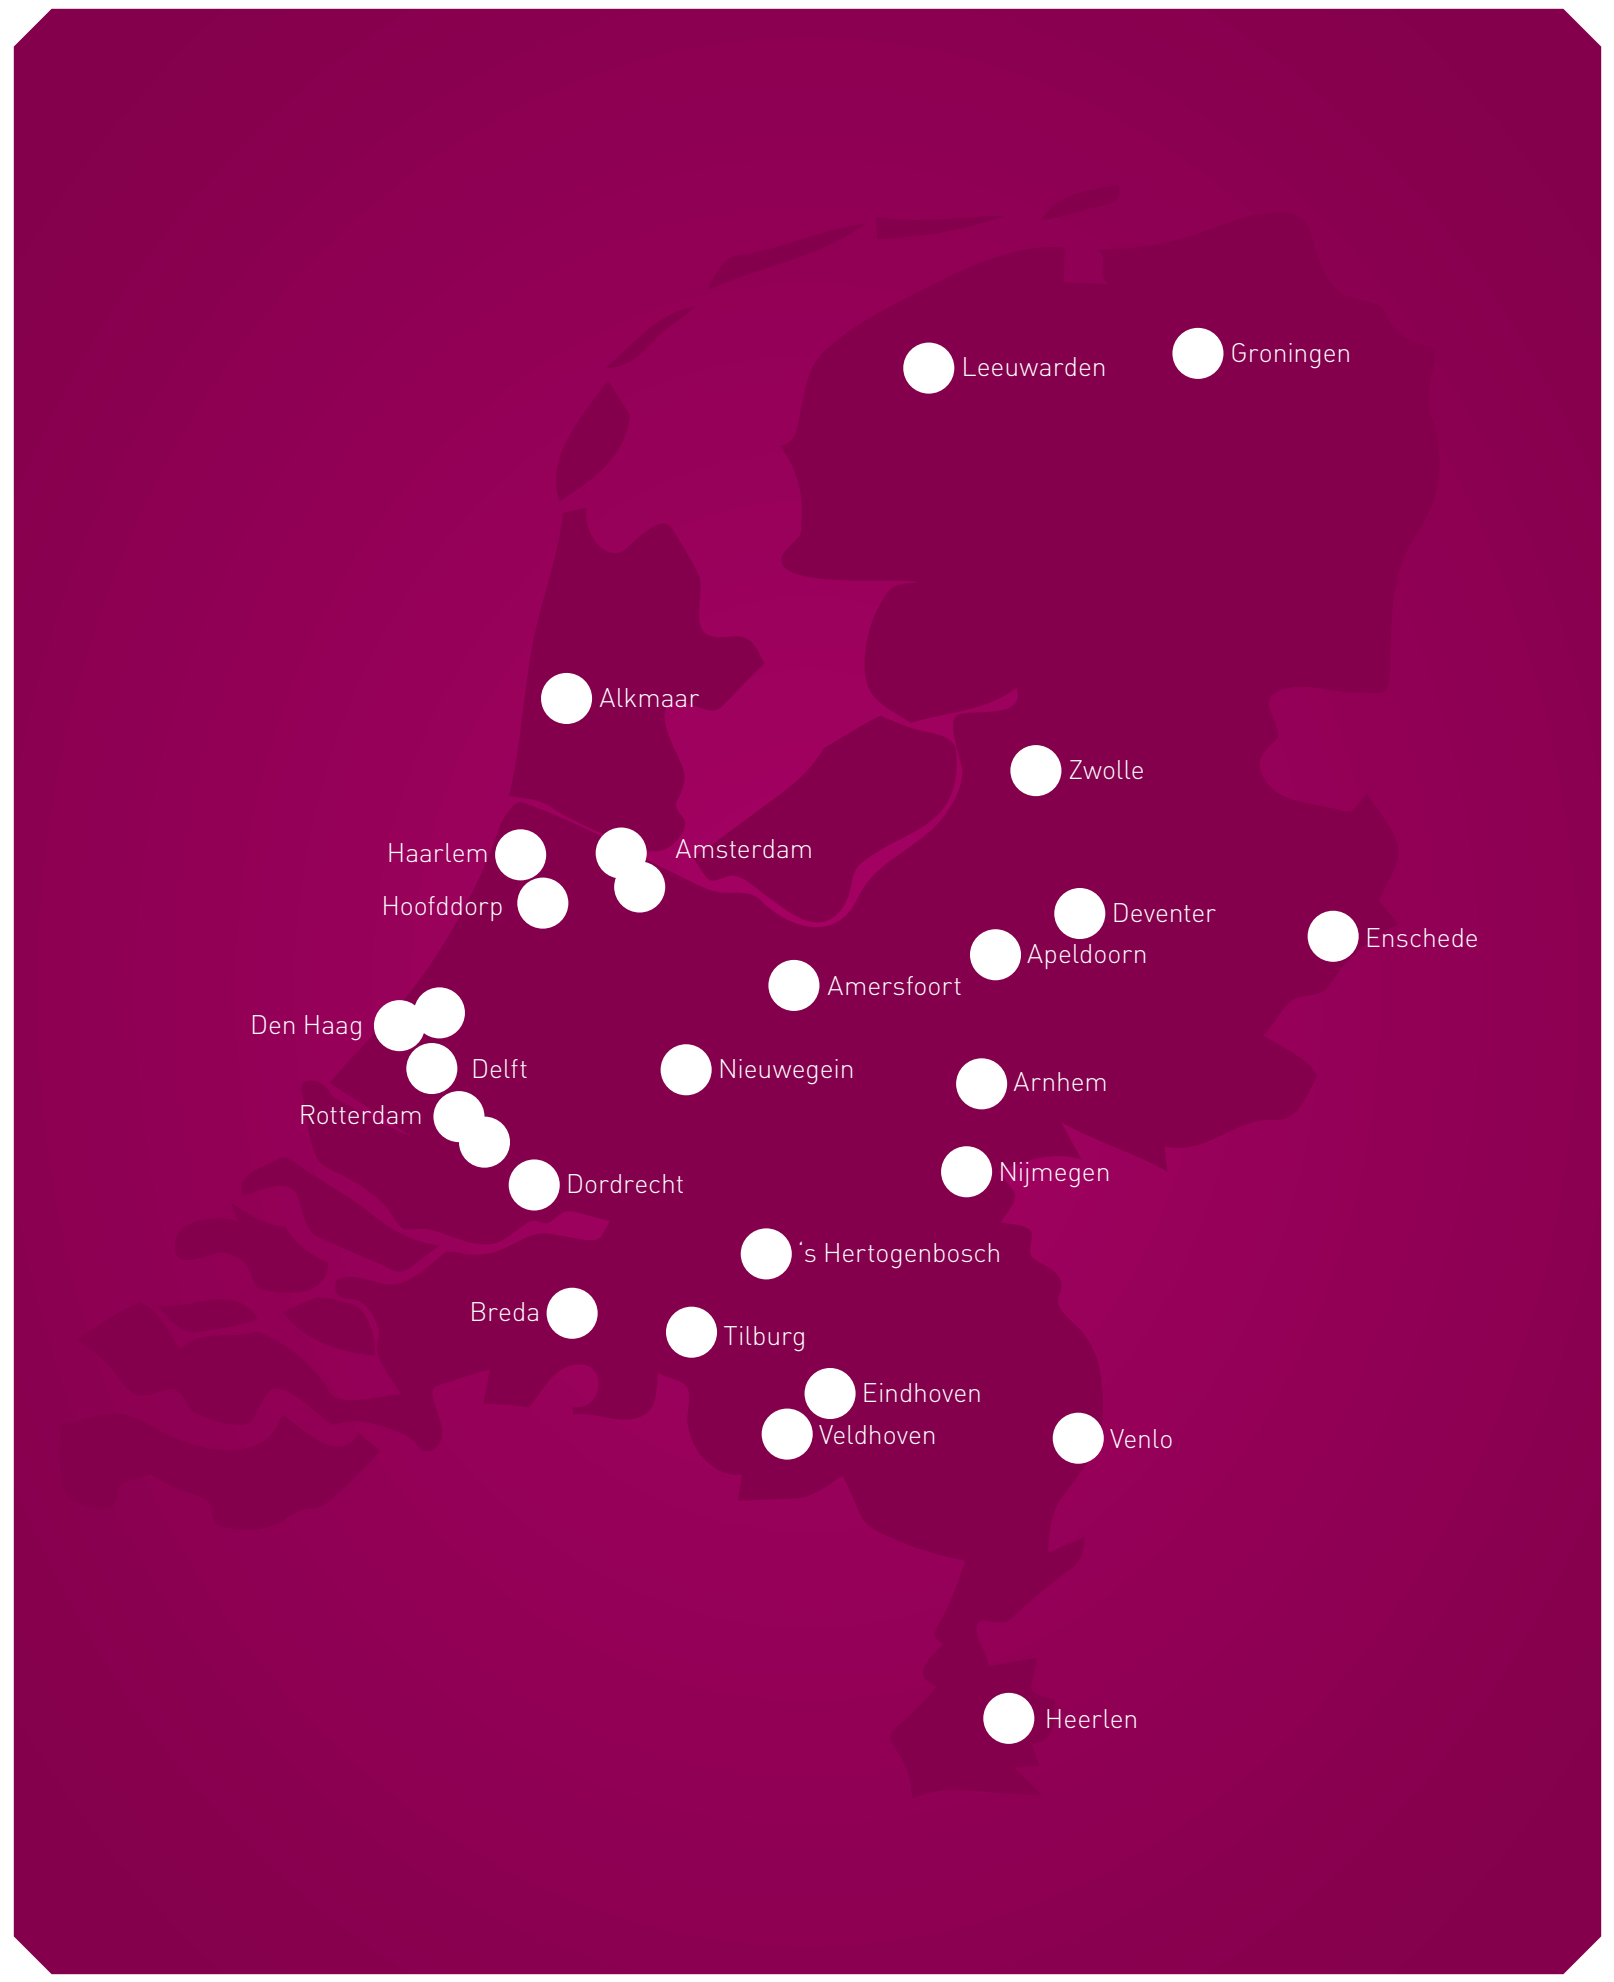 Groningen
Leeuwarden
Alkmaar
Zwolle
Amsterdam
Haarlem
Hoofddorp
Deventer
Enschede
Apeldoorn
Amersfoort
Den Haag
Delft
Nieuwegein
Arnhem
Rotterdam
Nijmegen
Dordrecht
‘s Hertogenbosch
Breda
Tilburg
Eindhoven
Veldhoven
Venlo
Heerlen